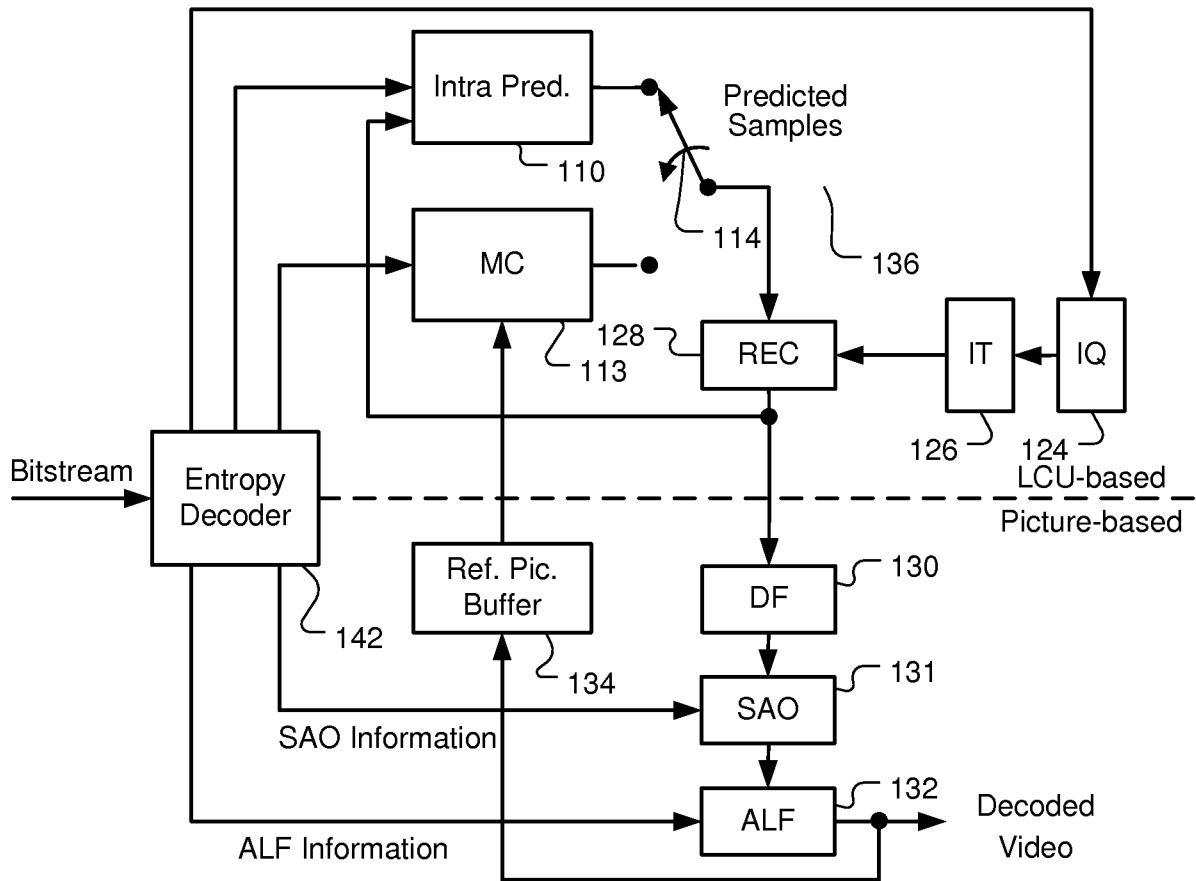 Intra Pred.
110
Predicted
Samples
114
136
MC
113
128
REC
IT
IQ
126
124
LCU-based
Picture-based
Bitstream
Entropy
Decoder
142
Ref. Pic.
Buffer
134
DF
130
SAO
131
SAO Information
ALF
132
ALF Information
Decoded
Video